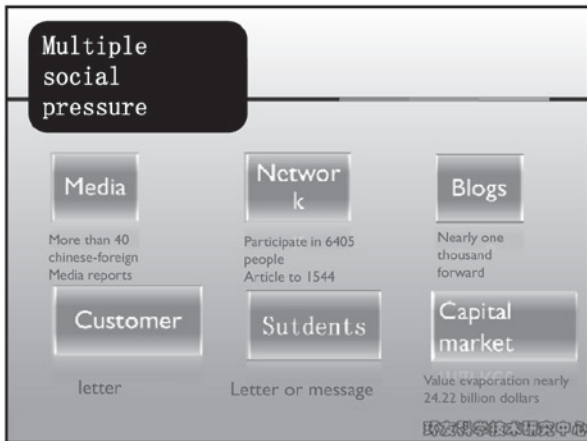 Multiple
social
pressure
Media
Networ
k
Blogs
More than 40
chinese-foreign
Media reports
Participate in 6405
people
Article to 1544
Nearly one
thousand
forward
Customer
Sutdents
Capital
market
letter
Letter or message
Value evaporation nearly
24.22 billion dollars